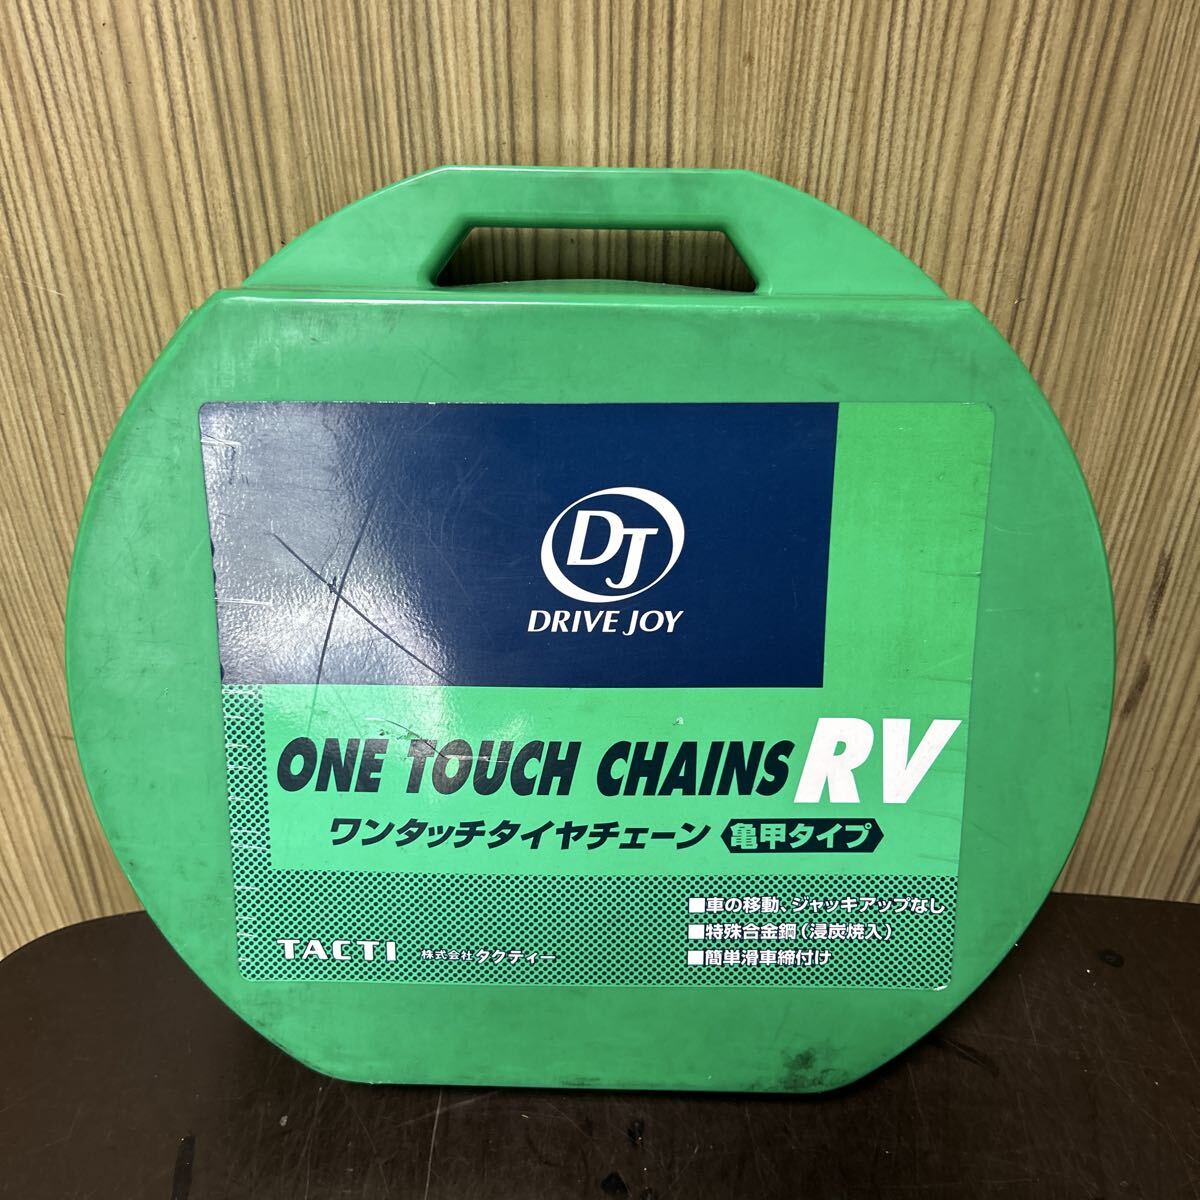 DJ
DRIVE JOY
ONE TOUCH CHAINS RV
ワンタッチタイヤチェーン 亀甲タイプ
■車の移動、ジャッキアップなし
■特殊合金鋼(浸炭焼入)
■簡単滑車締付け
TACTI 株式会社タクティー